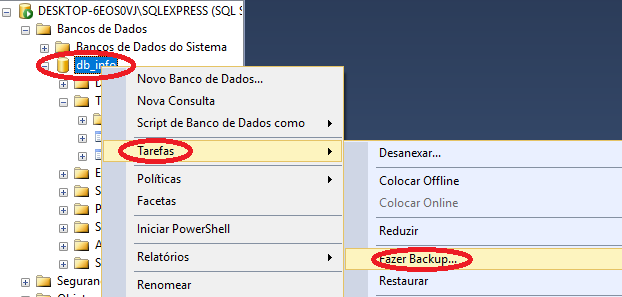 DESKTOP-6EOS0VJ\SQLEXPRESS (SQL S
Bancos de Dados
Bancos de Dados do Sistema
db_info
Novo Banco de Dados...
Nova Consulta
Script de Banco de Dados como
Tarefas
Políticas
Facetas
Iniciar PowerShell
Relatórios
Renomear
Desanexar...
Colocar Offline
Colocar Online
Reduzir
Fazer Backup...
Restaurar
D
T
E
S
P
S
A
S
Seguran